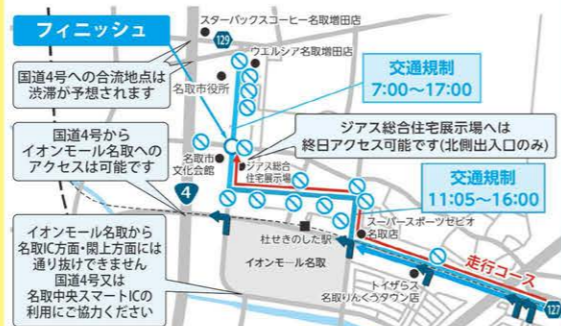 フィニッシュ
スターバックスコーヒー名取増田店
129
ウエルシア名取増田店
国道4号への合流地点は
渋滞が予想されます
名取市役所
交通規制
7:00～17:00
国道4号から
イオンモール名取への
アクセスは可能です
ジアス総合住宅展示場へは
終日アクセス可能です(北側出入口のみ)
名取市
文化会館
ジアス総合
住宅展示場
4
交通規制
11:05～16:00
スーパースポーツゼビオ
名取店
杜せきのした駅
イオンモール名取から
名取IC方面・閖上方面には
通り抜けできません
国道4号又は
名取中央スマートICの
利用にご協力ください
イオンモール名取
トイザらス
名取りんくうタウン店
走行コース
127